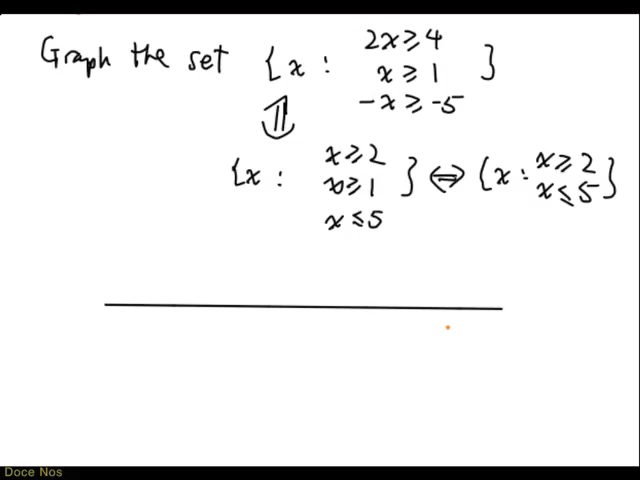 Graph the set { x : 2x ≥ 4
x ≥ 1 }
-x ≥ -5
⇕
{x : x ≥ 2
x ≥ 1 } ⇔ {x : x ≥ 2
x ≤ 5 }
x ≤ 5
Doce Nos